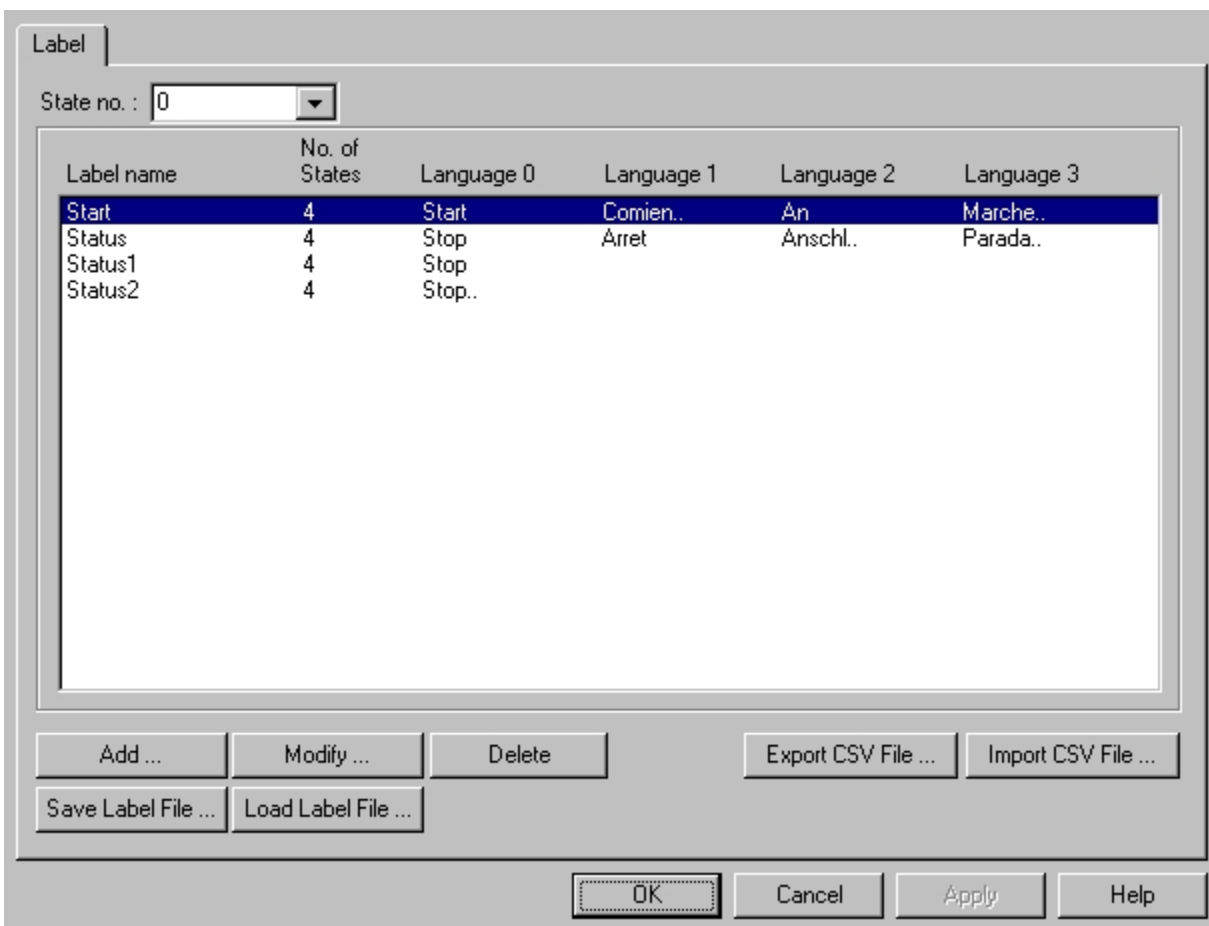 Label
State no. : 0
No. of
Label name States Language 0 Language 1 Language 2 Language 3
Start 4 Start Comien.. An Marche..
Status 4 Stop Arret Anschl.. Parada..
Status1 4 Stop
Status2 4 Stop..
Add ... Modify ... Delete Export CSV File ... Import CSV File ...
Save Label File ... Load Label File ...
OK Cancel Apply Help